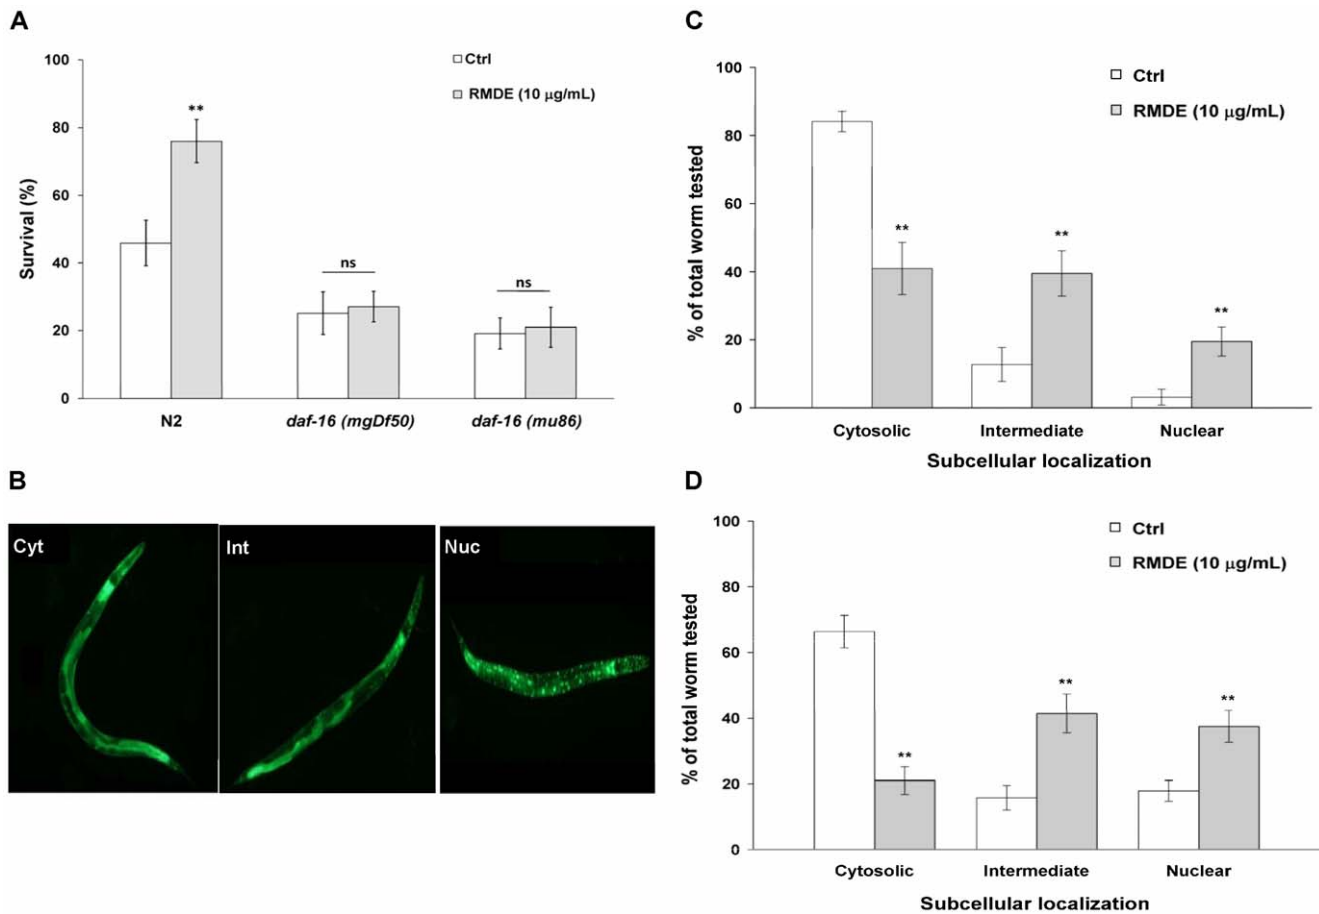 A
Ctrl
RMDE (10 μg/mL)
100
80
60
40
20
0
Survival (%)
**
ns
ns
N2
daf-16 (mgDf50)
daf-16 (mu86)
B
Cyt
Int
Nuc
C
Ctrl
RMDE (10 μg/mL)
100
80
60
40
20
0
% of total worm tested
**
**
**
Cytosolic
Intermediate
Nuclear
Subcellular localization
D
Ctrl
RMDE (10 μg/mL)
100
80
60
40
20
0
% of total worm tested
**
**
**
Cytosolic
Intermediate
Nuclear
Subcellular localization